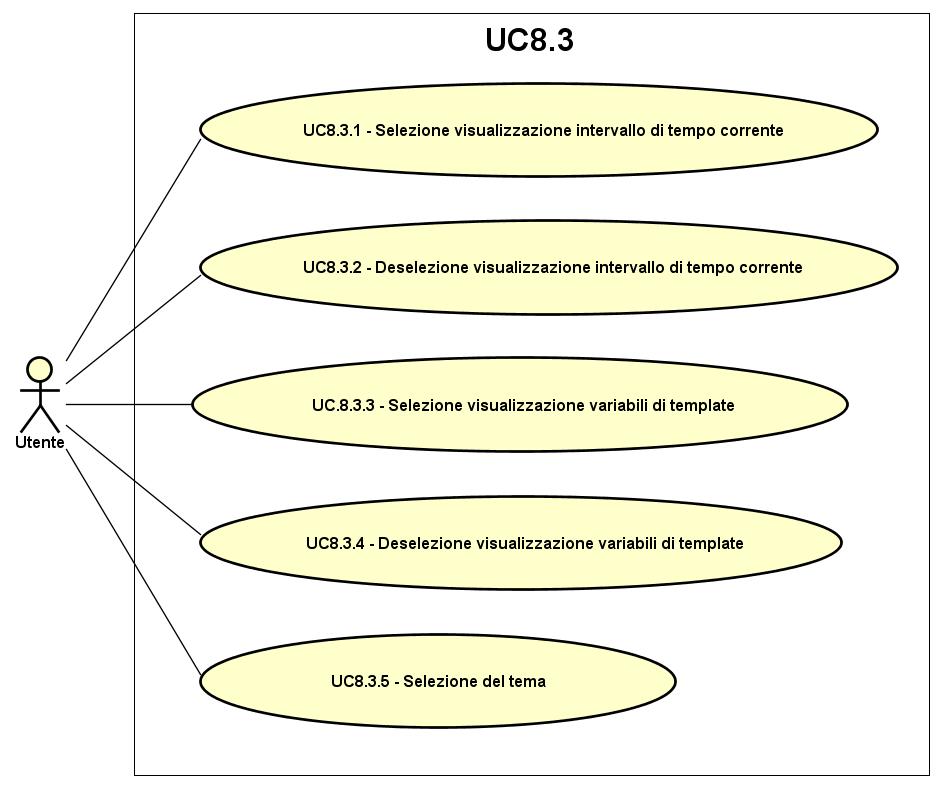 UC8.3
UC8.3.1 - Selezione visualizzazione intervallo di tempo corrente
UC8.3.2 - Deselezione visualizzazione intervallo di tempo corrente
UC.8.3.3 - Selezione visualizzazione variabili di template
Utente
UC8.3.4 - Deselezione visualizzazione variabili di template
UC8.3.5 - Selezione del tema